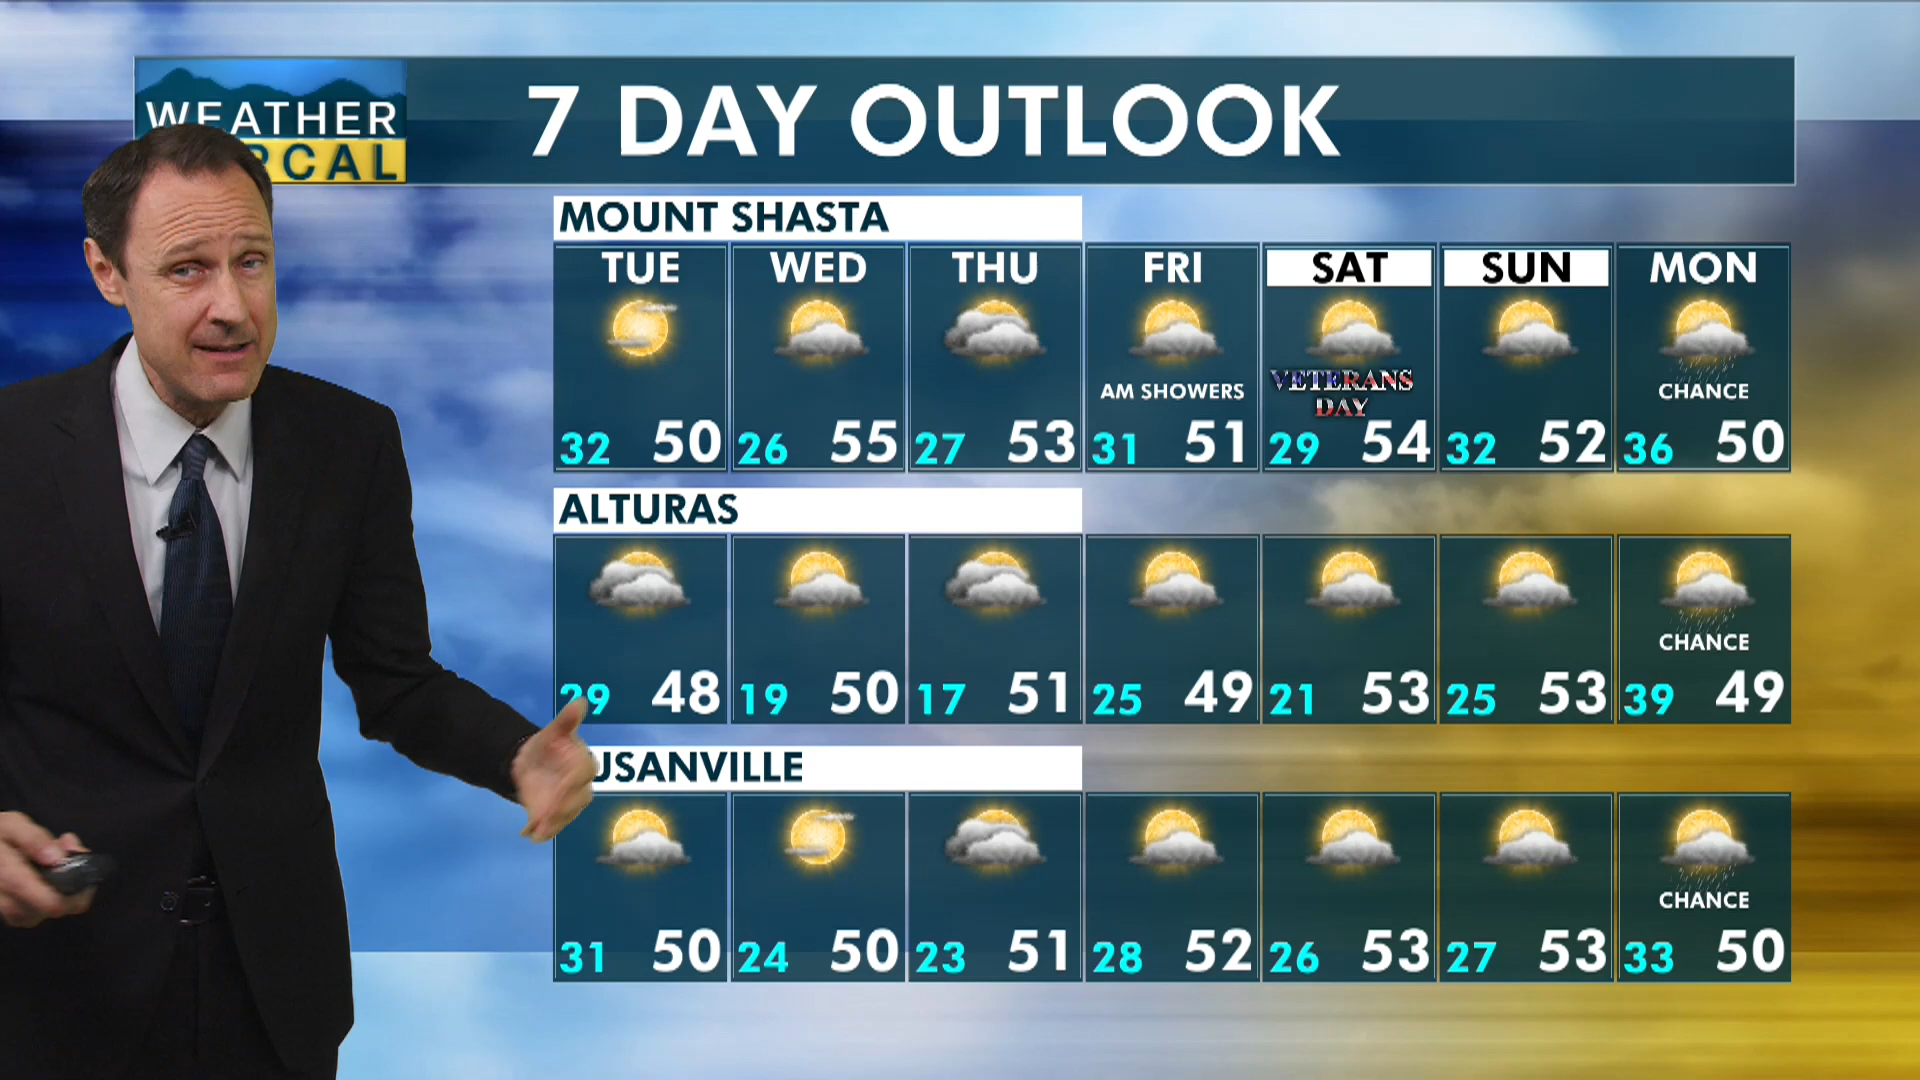 WEATHER
CAL
7 DAY OUTLOOK
MOUNT SHASTA
TUE WED THU FRI SAT SUN MON
AM SHOWERS VETERANS DAY CHANCE
32 50 26 55 27 53 31 51 29 54 32 52 36 50
ALTURAS
CHANCE
29 48 19 50 17 51 25 49 21 53 25 53 39 49
USANVILLE
CHANCE
31 50 24 50 23 51 28 52 26 53 27 53 33 50